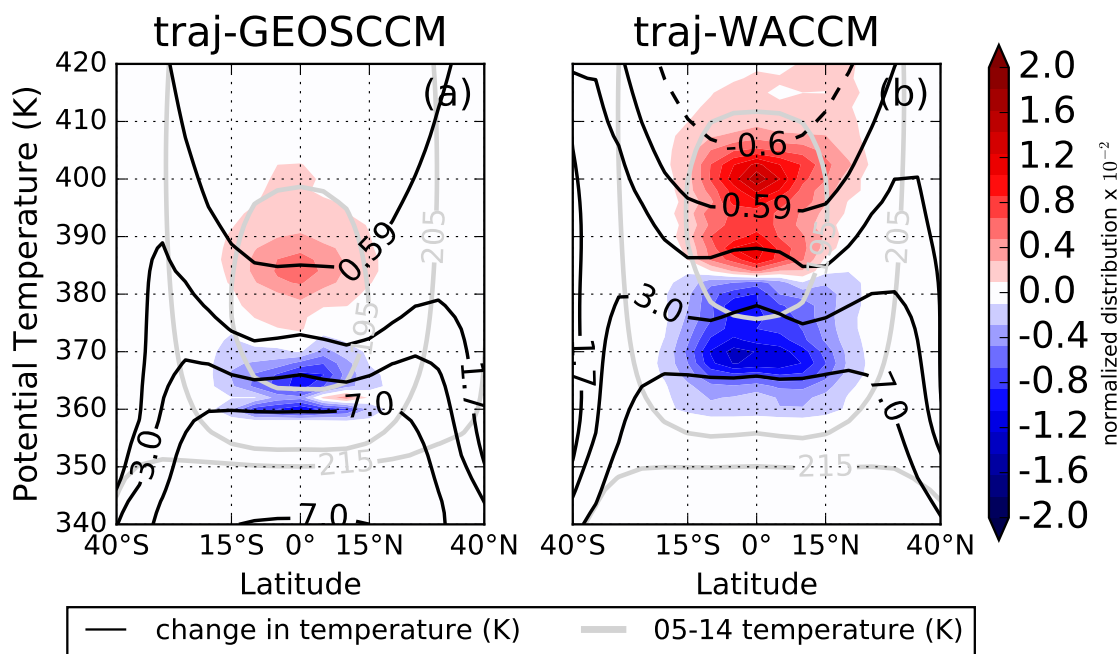 traj-GEOSCCM
traj-WACCM
Potential Temperature (K)
420
410
400
390
380
370
360
350
340
(a)
0.59
205
195
1.7
7.0
3.0
215
7.0
40°S
15°S
0°
15°N
40°N
Latitude
(b)
-0.6
0.59
205
195
3.0
1.7
7.0
215
40°S
15°S
0°
15°N
40°N
Latitude
2.0
1.6
1.2
0.8
0.4
0.0
-0.4
-0.8
-1.2
-1.6
-2.0
normalized distribution x 10⁻²
change in temperature (K)
05-14 temperature (K)